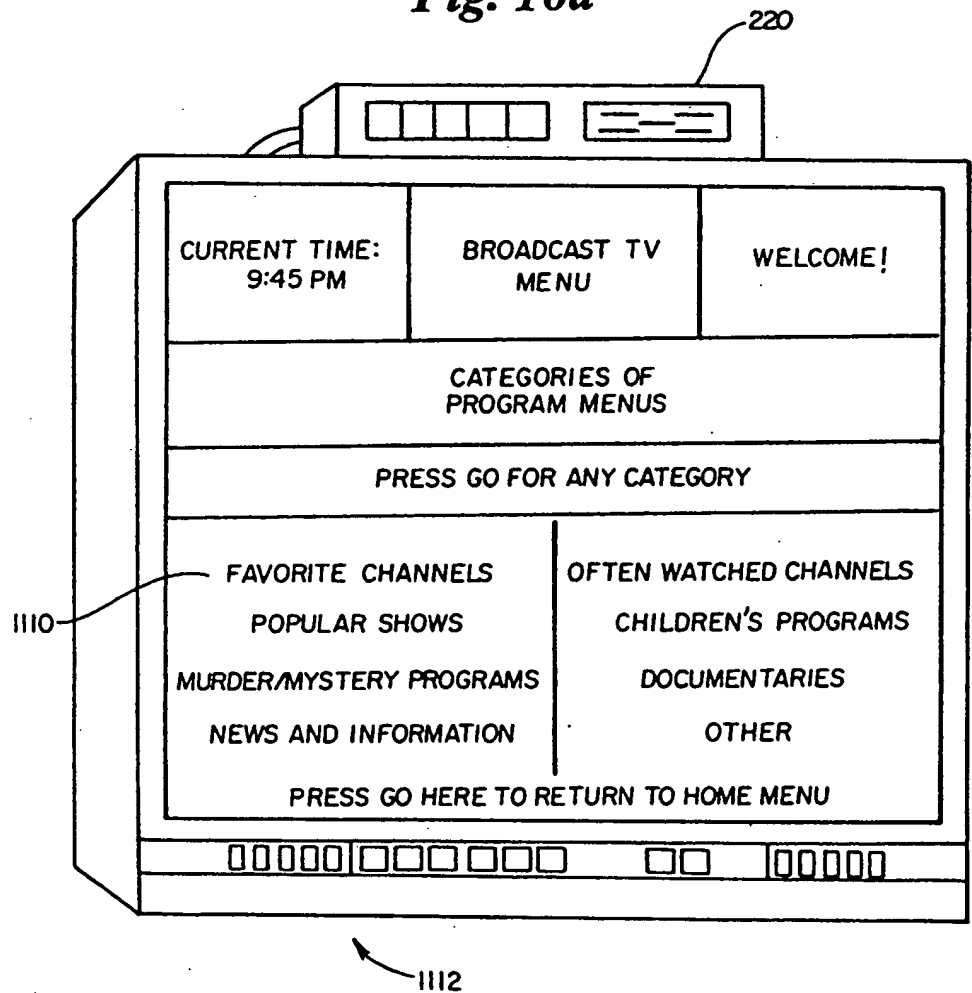 Fig. 16a
220
CURRENT TIME:
9:45 PM
BROADCAST TV
MENU
WELCOME!
CATEGORIES OF
PROGRAM MENUS
PRESS GO FOR ANY CATEGORY
1110
FAVORITE CHANNELS
POPULAR SHOWS
MURDER/MYSTERY PROGRAMS
NEWS AND INFORMATION
OFTEN WATCHED CHANNELS
CHILDREN'S PROGRAMS
DOCUMENTARIES
OTHER
PRESS GO HERE TO RETURN TO HOME MENU
1112